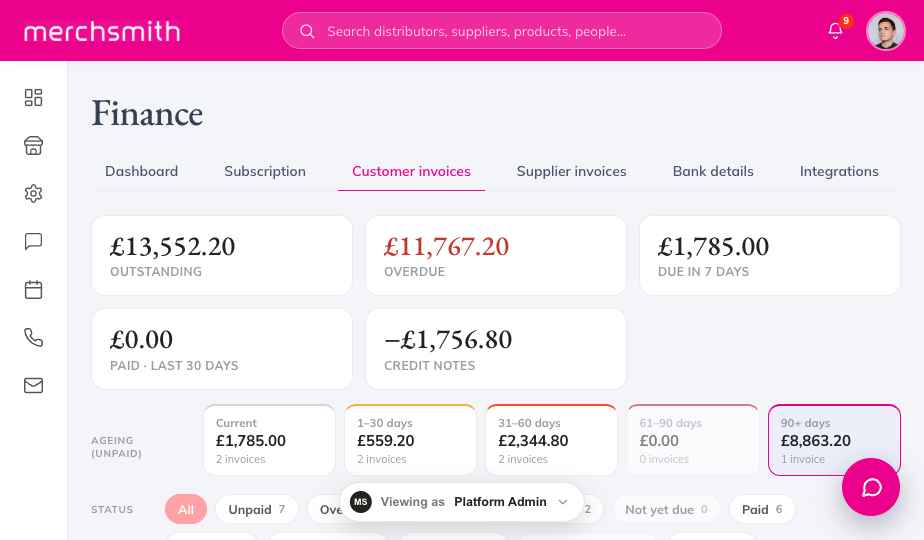 merchsmith
Search distributors, suppliers, products, people...
9
Finance
Dashboard
Subscription
Customer invoices
Supplier invoices
Bank details
Integrations
£13,552.20
OUTSTANDING
£11,767.20
OVERDUE
£1,785.00
DUE IN 7 DAYS
£0.00
PAID · LAST 30 DAYS
−£1,756.80
CREDIT NOTES
AGEING
(UNPAID)
Current
£1,785.00
2 invoices
1–30 days
£559.20
2 invoices
31–60 days
£2,344.80
2 invoices
61–90 days
£0.00
0 invoices
90+ days
£8,863.20
1 invoice
STATUS
All
Unpaid 7
2
Not yet due 0
Paid 6
MS
Viewing as Platform Admin